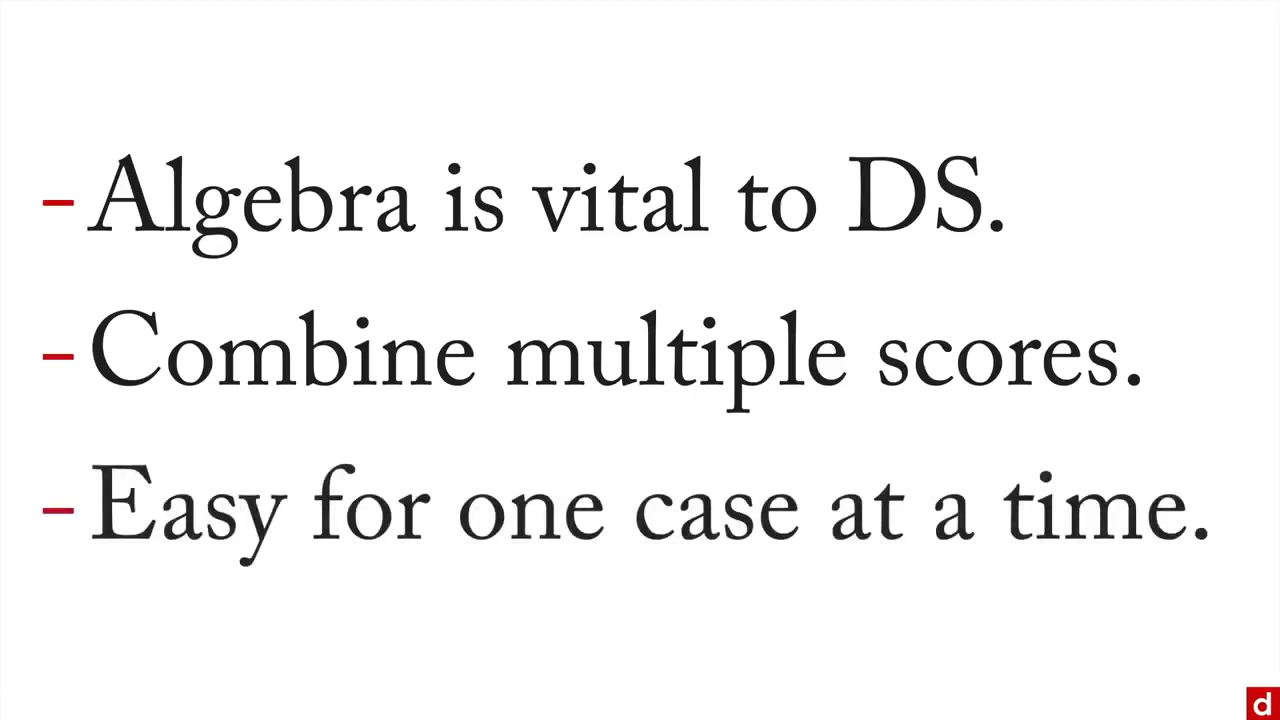 – Algebra is vital to DS.
– Combine multiple scores.
– Easy for one case at a time.
d